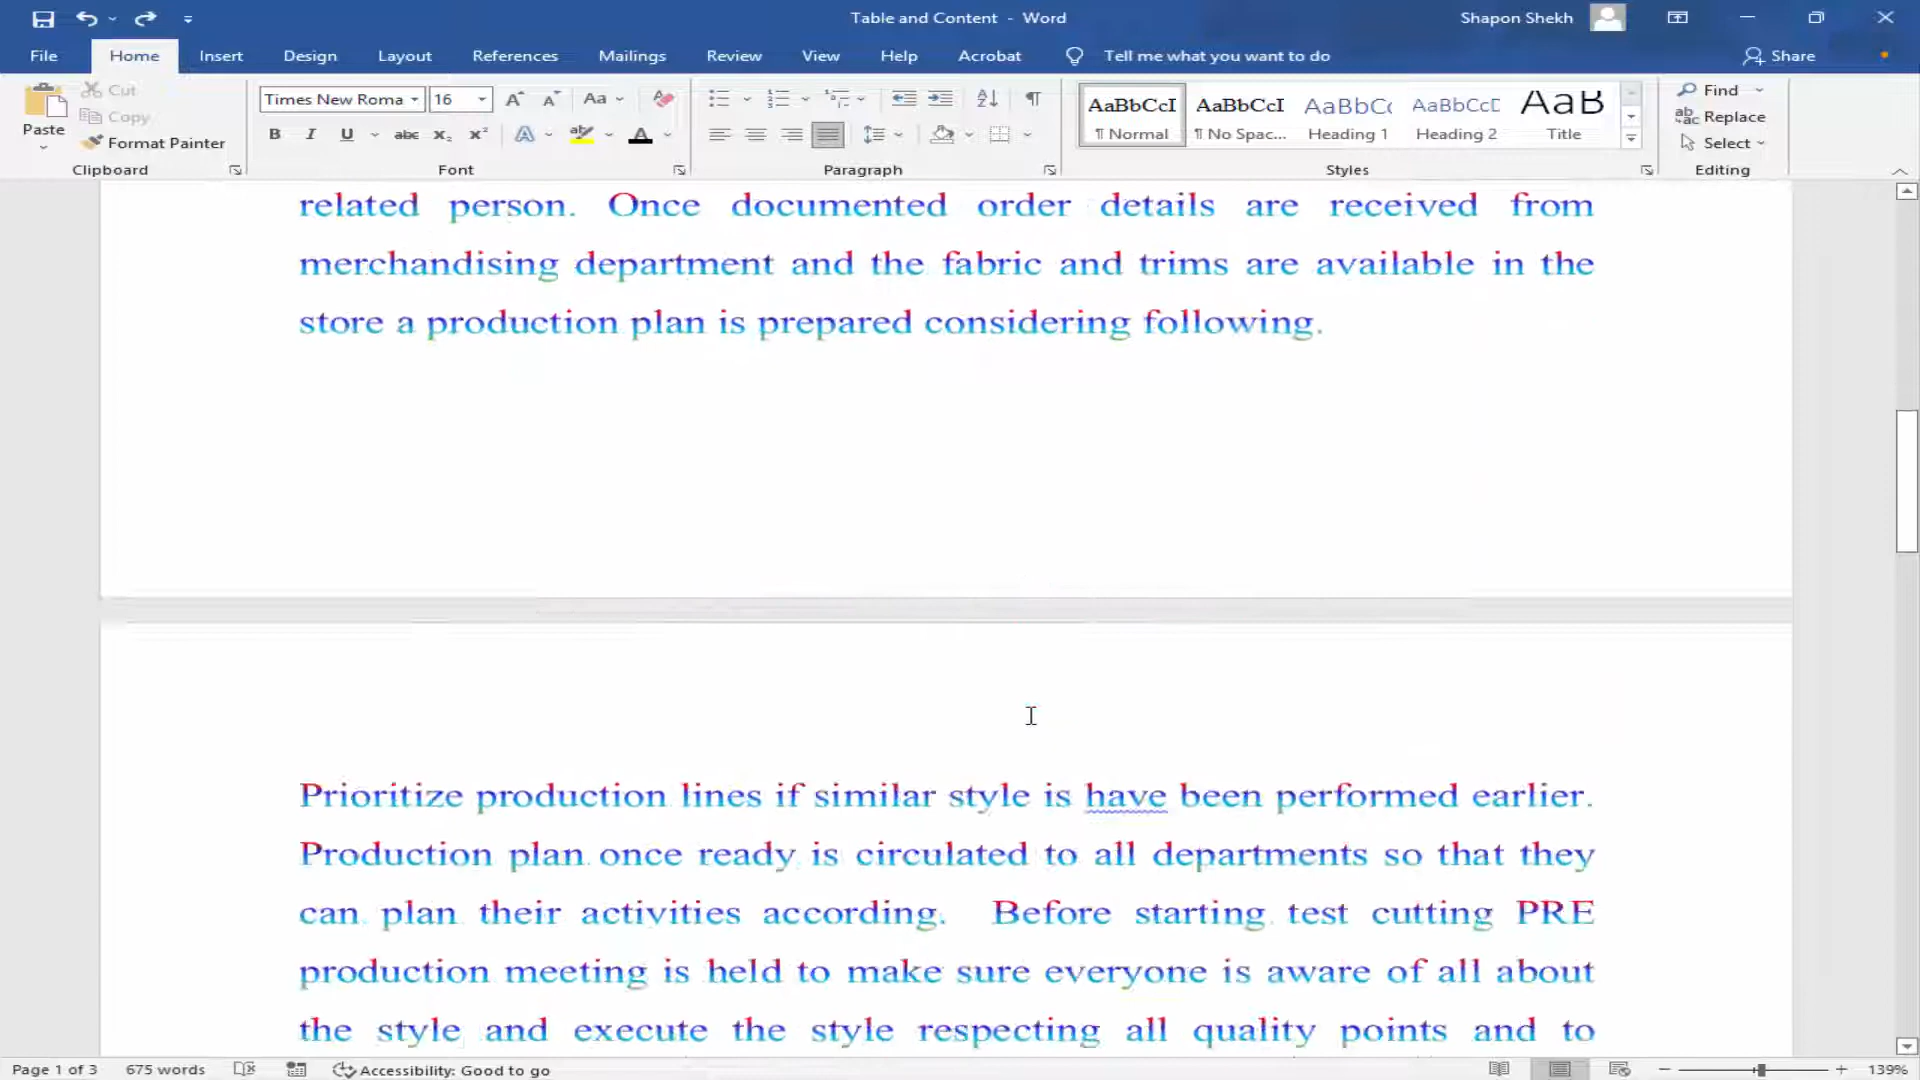 Table and Content - Word
Shapon Shekh
File Home Insert Design Layout References Mailings Review View Help Acrobat Tell me what you want to do Share
Paste
Cut
Copy
Format Painter
Clipboard
Times New Roma 16
Aa
B I U abc X₂ X²
Font
Paragraph
AaBbCcI AaBbCcI AaBbC AaBbCcD AaB
¶ Normal ¶ No Spac... Heading 1 Heading 2 Title
Styles
Find
Replace
Select
Editing
related person. Once documented order details are received from
merchandising department and the fabric and trims are available in the
store a production plan is prepared considering following.
Prioritize production lines if similar style is have been performed earlier.
Production plan once ready is circulated to all departments so that they
can plan their activities according. Before starting test cutting PRE
production meeting is held to make sure everyone is aware of all about
the style and execute the style respecting all quality points and to
Page 1 of 3 675 words Accessibility: Good to go 139%